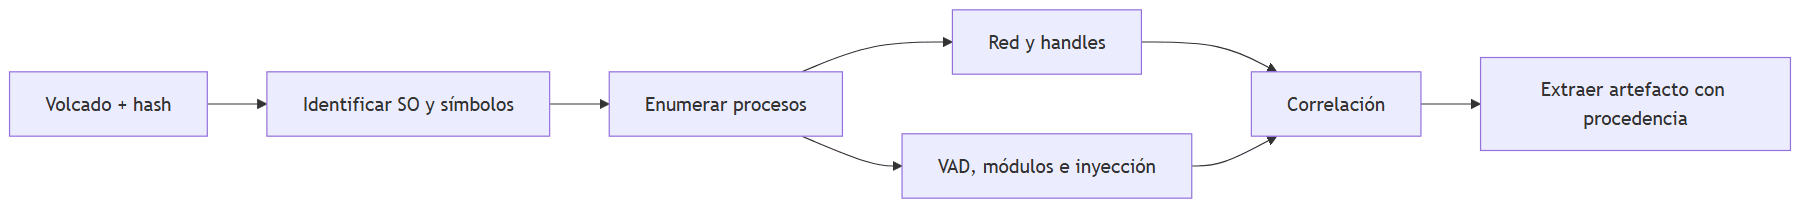 Volcado + hash
Identificar SO y símbolos
Enumerar procesos
Red y handles
VAD, módulos e inyección
Correlación
Extraer artefacto con
procedencia